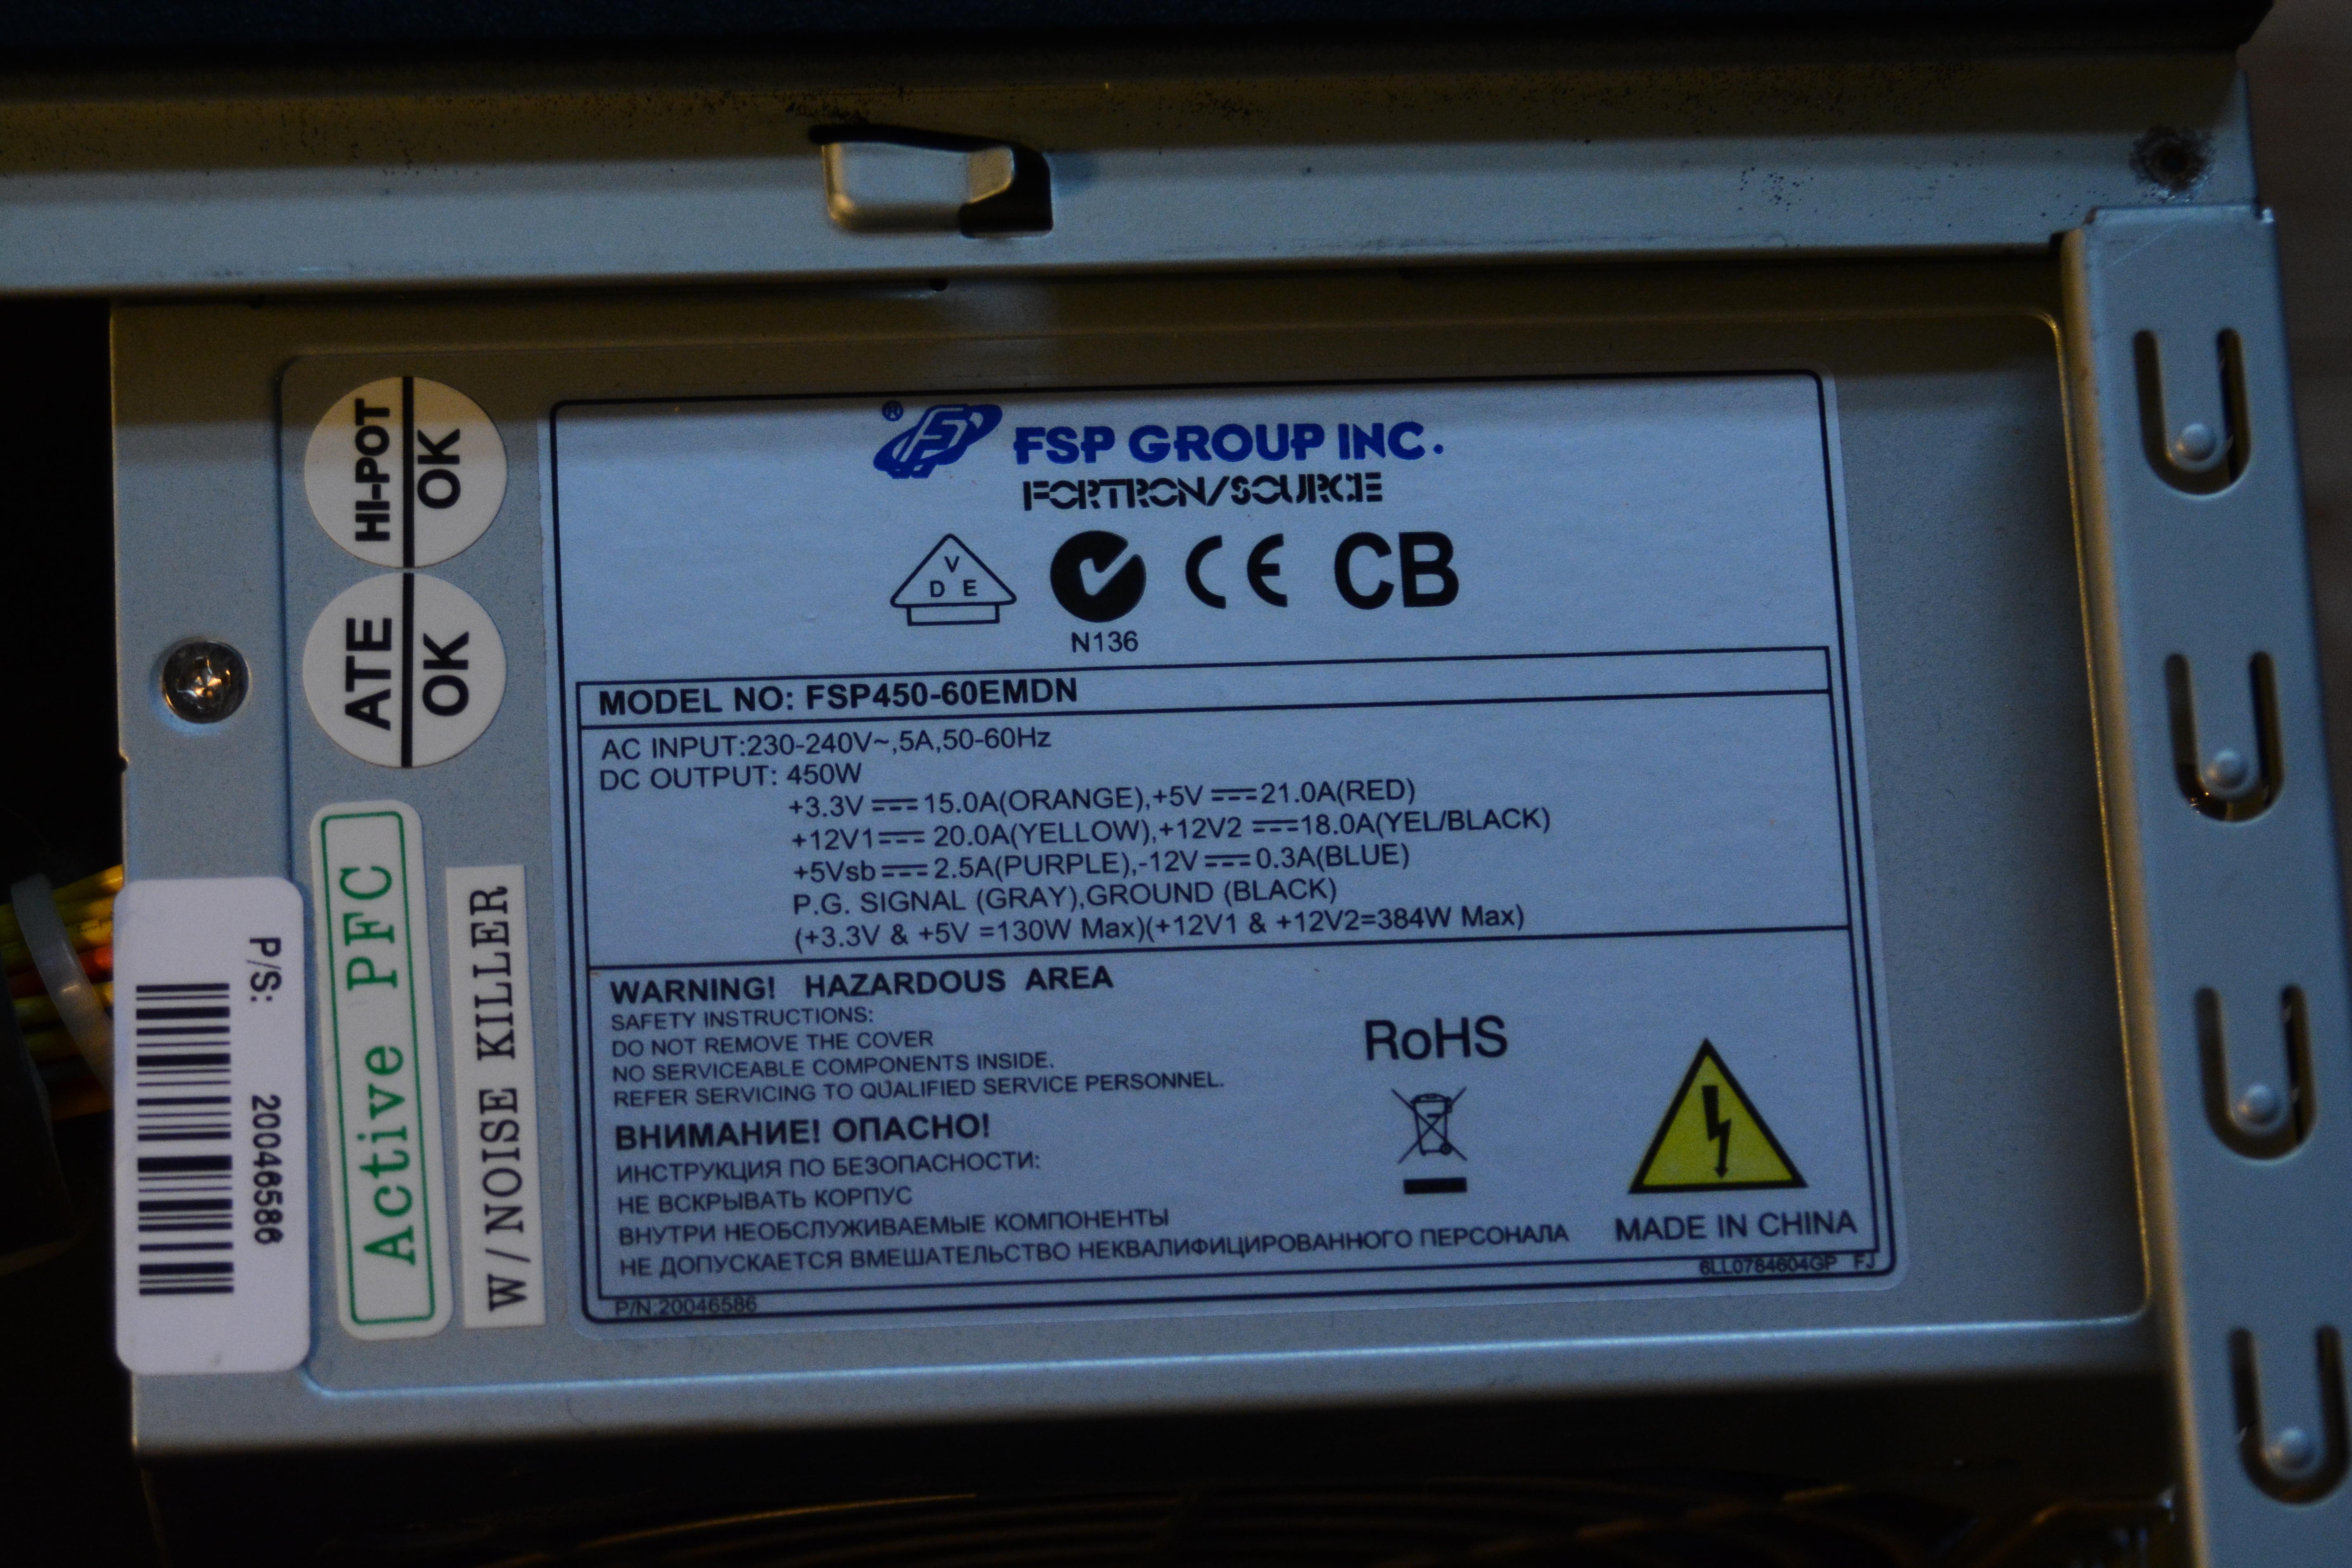 HI-POT
OK
ATE
OK
Active PFC
W/NOISE KILLER
P/S: 20046586
® FSP GROUP INC.
FORTRON/SOURCE
V
D E
N136
CE CB
MODEL NO: FSP450-60EMDN
AC INPUT:230-240V~,5A,50-60Hz
DC OUTPUT: 450W
+3.3V ⎓ 15.0A(ORANGE),+5V ⎓ 21.0A(RED)
+12V1 ⎓ 20.0A(YELLOW),+12V2 ⎓ 18.0A(YEL/BLACK)
+5Vsb ⎓ 2.5A(PURPLE),-12V ⎓ 0.3A(BLUE)
P.G. SIGNAL (GRAY),GROUND (BLACK)
(+3.3V & +5V =130W Max)(+12V1 & +12V2=384W Max)
WARNING! HAZARDOUS AREA
SAFETY INSTRUCTIONS:
DO NOT REMOVE THE COVER
NO SERVICEABLE COMPONENTS INSIDE.
REFER SERVICING TO QUALIFIED SERVICE PERSONNEL.
ВНИМАНИЕ! ОПАСНО!
ИНСТРУКЦИЯ ПО БЕЗОПАСНОСТИ:
НЕ ВСКРЫВАТЬ КОРПУС
ВНУТРИ НЕОБСЛУЖИВАЕМЫЕ КОМПОНЕНТЫ
НЕ ДОПУСКАЕТСЯ ВМЕШАТЕЛЬСТВО НЕКВАЛИФИЦИРОВАННОГО ПЕРСОНАЛА
RoHS
MADE IN CHINA
6LL0784604GP FJ
P/N:20046586